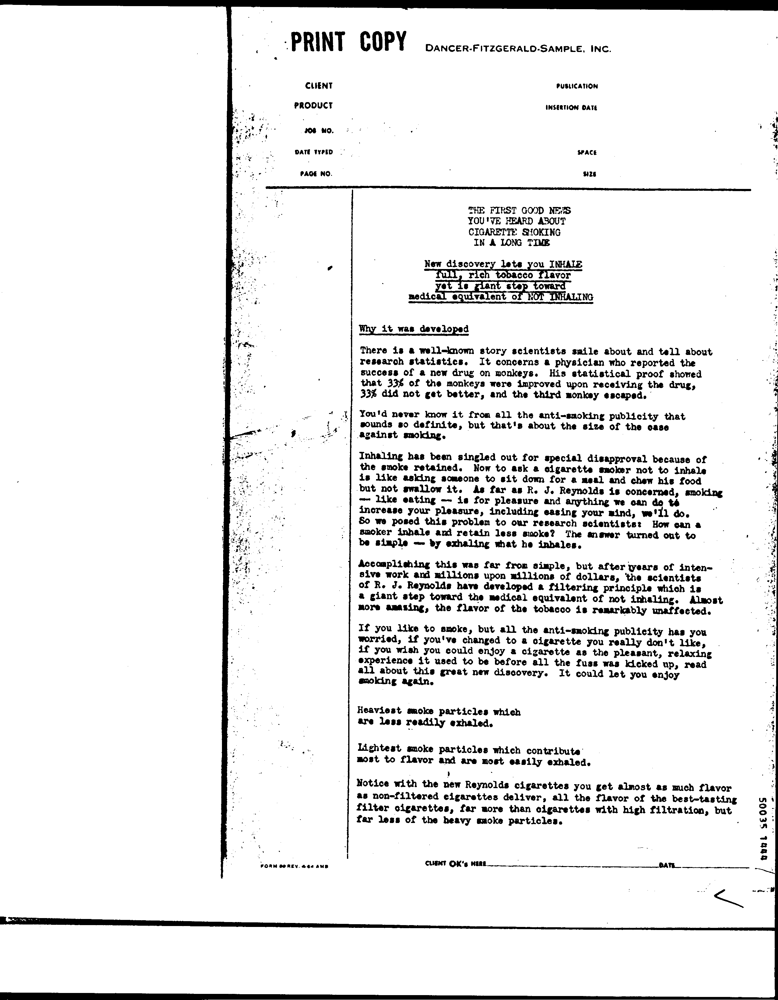 PRINT COPY DANCER-FITZGERALD-SAMPLE, INC.
CLIENT PUBLICATION
PRODUCT INSERTION DATE
JOB NO.
DATE TYPED SPACE
PAGE NO. SIZE
THE FIRST GOOD NEWS
YOU'VE HEARD ABOUT
CIGARETTE SMOKING
IN A LONG TIME
New discovery lets you INHALE
full, rich tobacco flavor
yet is giant step toward
medical equivalent of NOT INHALING
Why it was developed
There is a well-known story scientists smile about and tell about
research statistics. It concerns a physician who reported the
success of a new drug on monkeys. His statistical proof showed
that 33% of the monkeys were improved upon receiving the drug,
33% did not get better, and the third monkey escaped.
You'd never know it from all the anti-smoking publicity that
sounds so definite, but that's about the size of the case
against smoking.
Inhaling has been singled out for special disapproval because of
the smoke retained. Now to ask a cigarette smoker not to inhale
is like asking someone to sit down for a meal and chew his food
but not swallow it. As far as R. J. Reynolds is concerned, smoking
— like eating — is for pleasure and anything we can do to
increase your pleasure, including easing your mind, we'll do.
So we posed this problem to our research scientists: How can a
smoker inhale and retain less smoke? The answer turned out to
be simple — by exhaling what he inhales.
Accomplishing this was far from simple, but after years of inten-
sive work and millions upon millions of dollars, the scientists
of R. J. Reynolds have developed a filtering principle which is
a giant step toward the medical equivalent of not inhaling. Almost
more amazing, the flavor of the tobacco is remarkably unaffected.
If you like to smoke, but all the anti-smoking publicity has you
worried, if you've changed to a cigarette you really don't like,
if you wish you could enjoy a cigarette as the pleasant, relaxing
experience it used to be before all the fuss was kicked up, read
all about this great new discovery. It could let you enjoy
smoking again.
Heaviest smoke particles which
are less readily exhaled.
Lightest smoke particles which contribute
most to flavor and are most easily exhaled.
Notice with the new Reynolds cigarettes you get almost as much flavor
as non-filtered cigarettes deliver, all the flavor of the best-tasting
filter cigarettes, far more than cigarettes with high filtration, but
far less of the heavy smoke particles.
50035 1444
CLIENT OK's HERE DATE